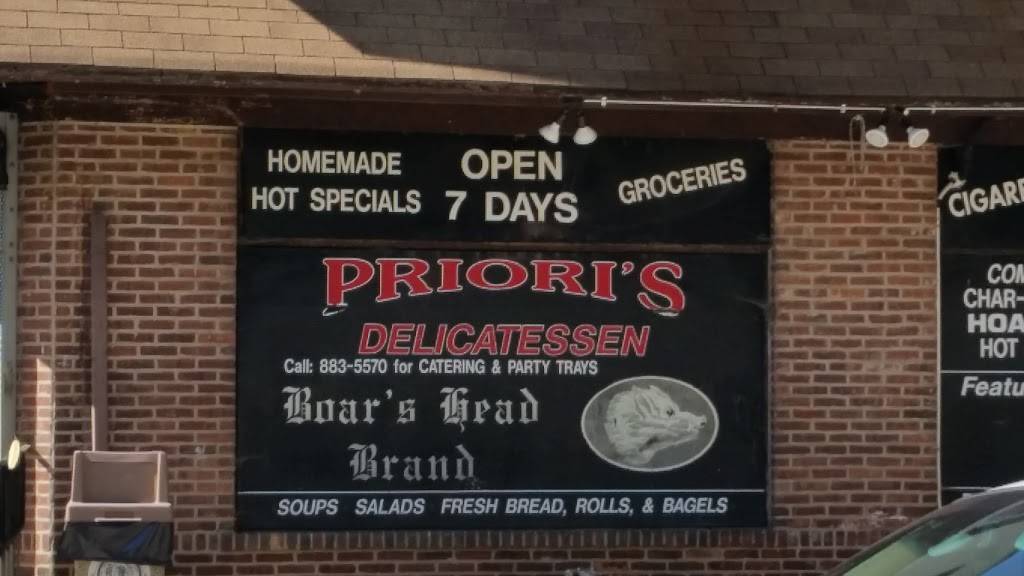 HOMEMADE
HOT SPECIALS
OPEN
7 DAYS
GROCERIES
PRIORI'S
DELICATESSEN
Call: 883-5570 for CATERING & PARTY TRAYS
Boar's Head
Brand
SOUPS SALADS FRESH BREAD, ROLLS, & BAGELS
CHAR-
HOT